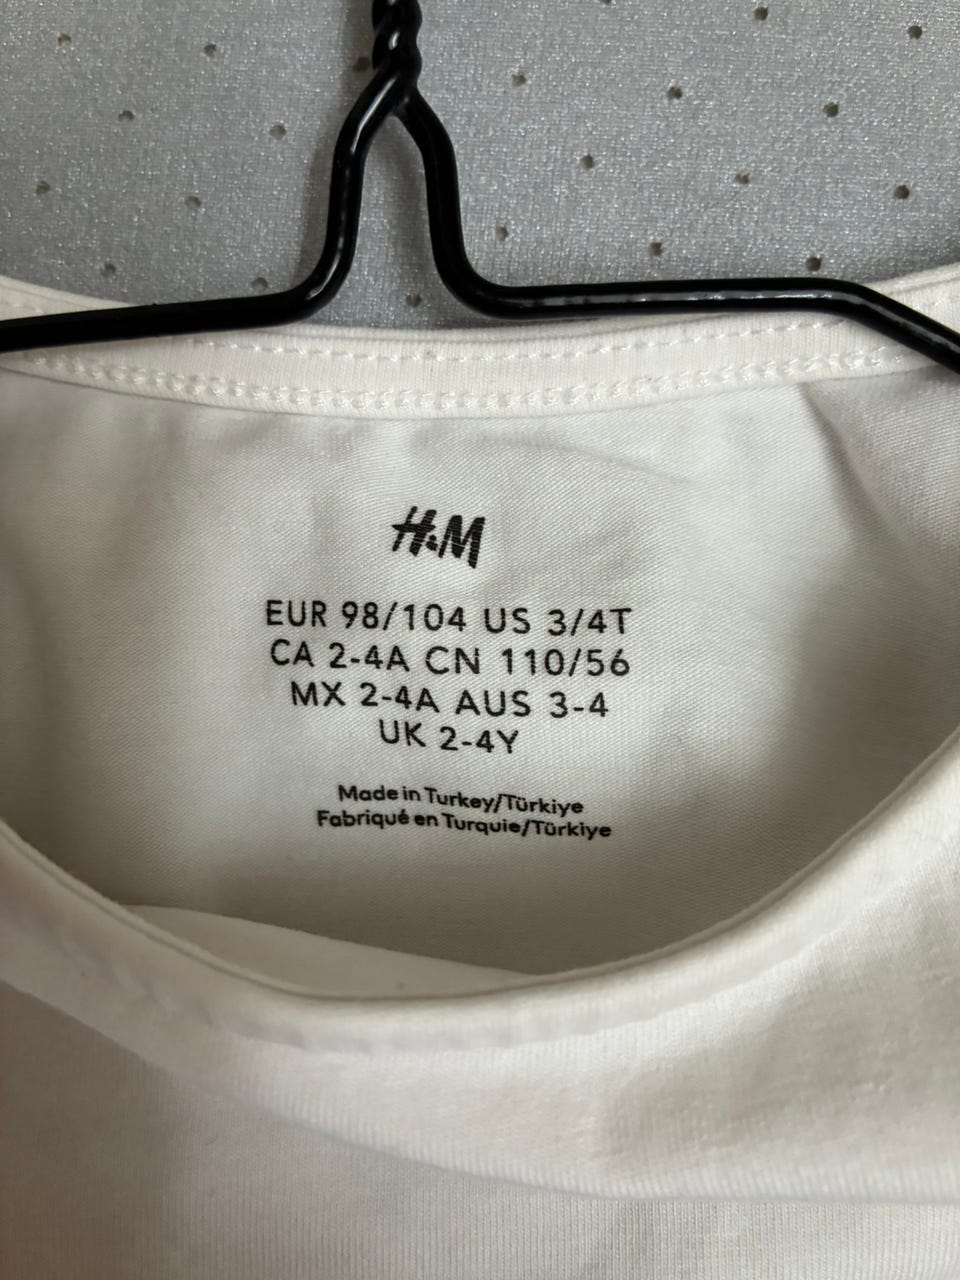 H&M
EUR 98/104 US 3/4T
CA 2-4A CN 110/56
MX 2-4A AUS 3-4
UK 2-4Y
Made in Turkey/Türkiye
Fabriqué en Turquie/Türkiye